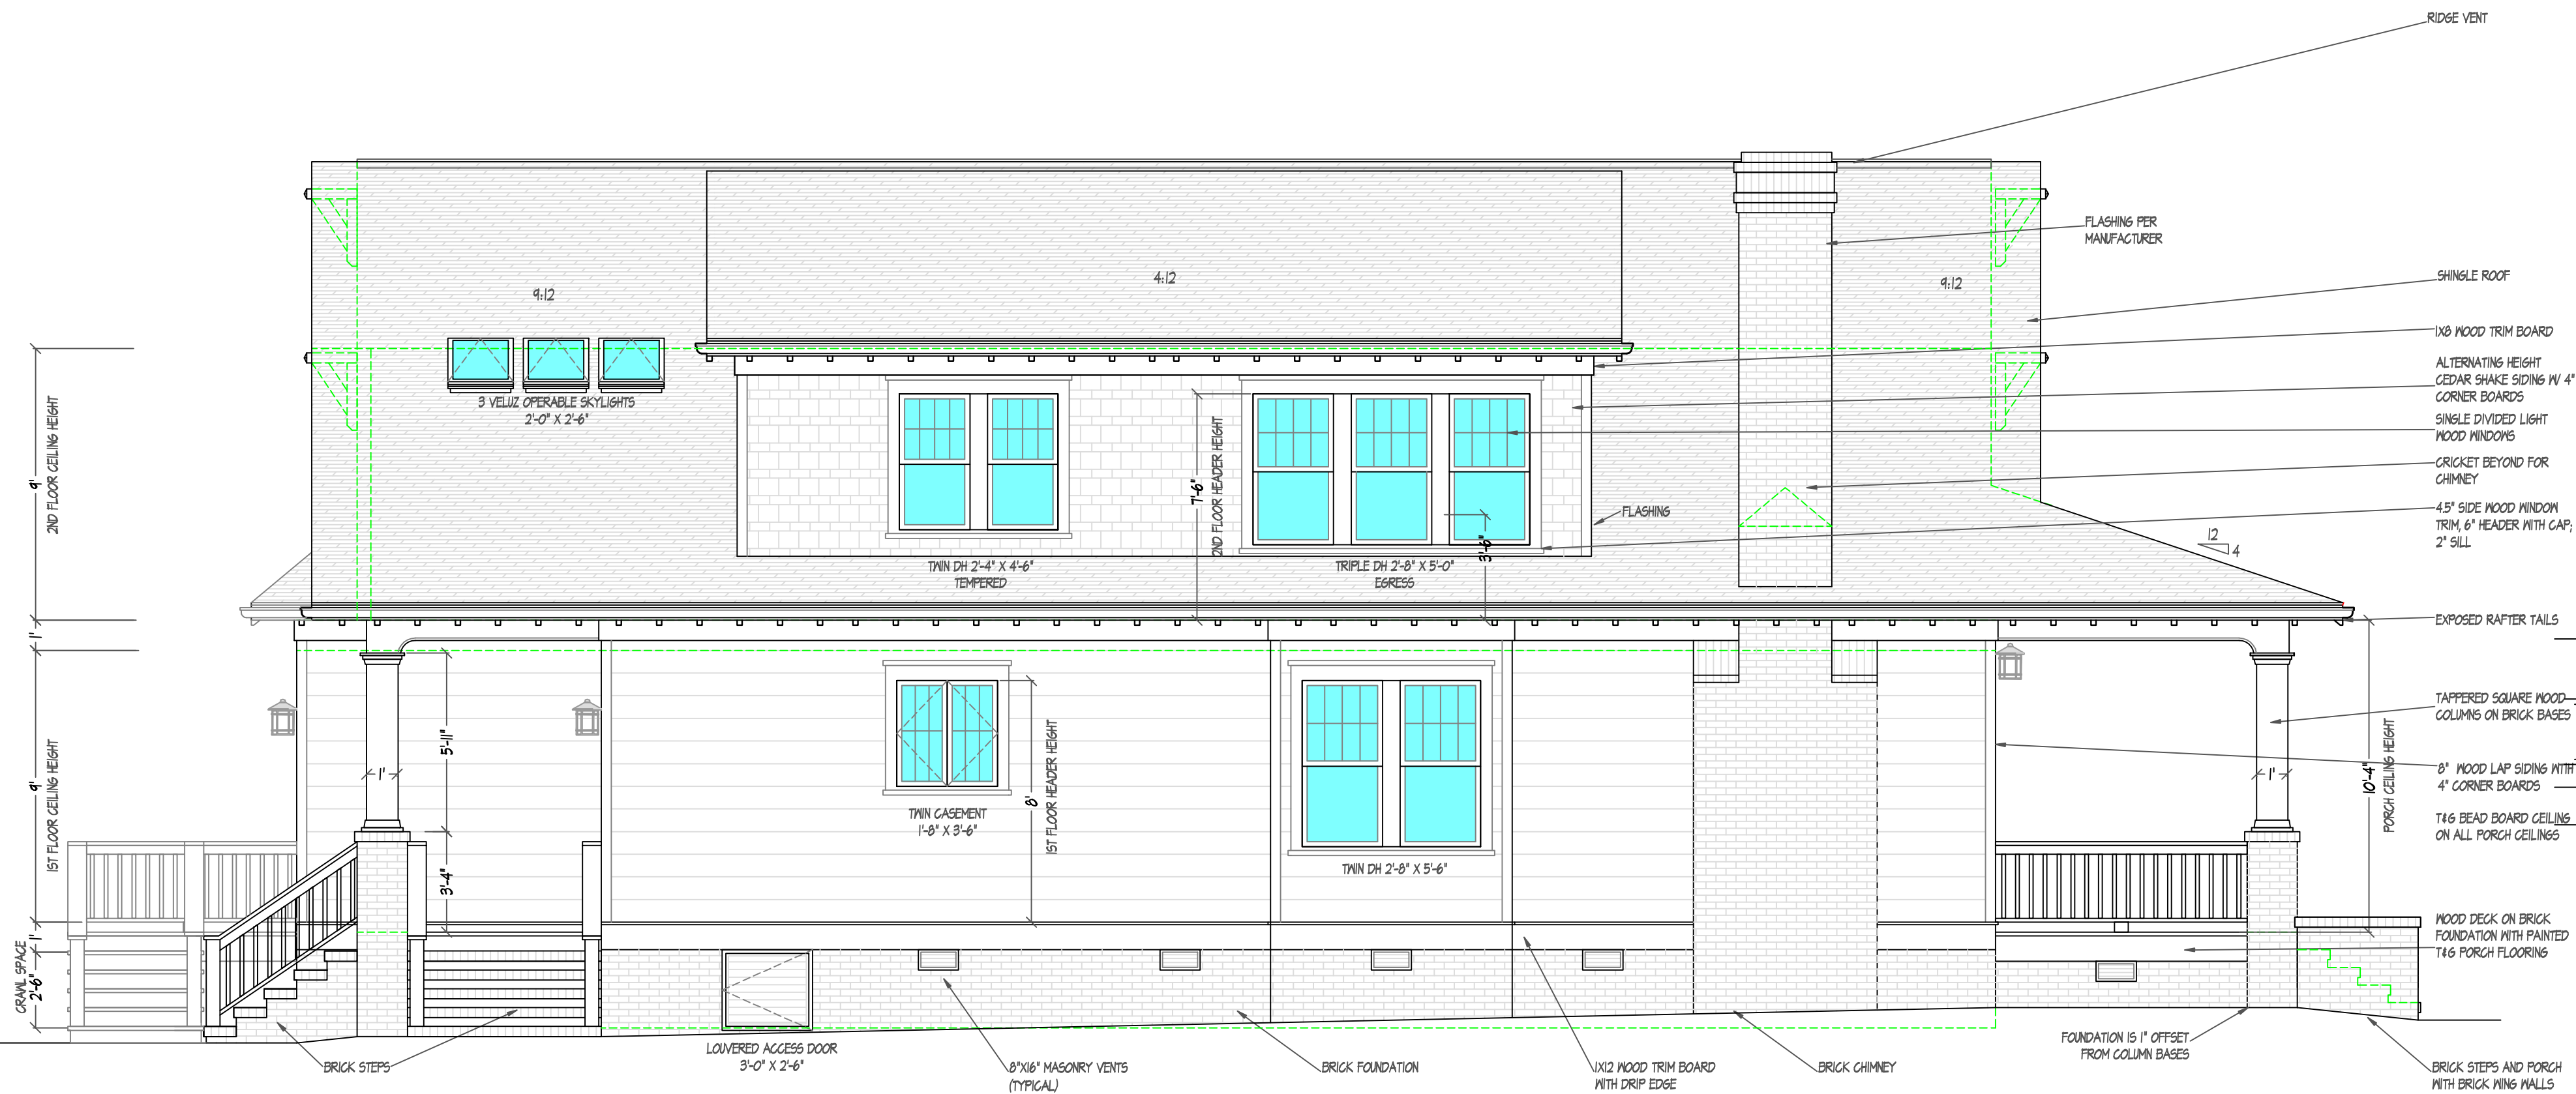 RIDGE VENT
FLASHING PER
MANUFACTURER
SHINGLE ROOF
4:12
9:12
9:12
1X8 WOOD TRIM BOARD
ALTERNATING HEIGHT
CEDAR SHAKE SIDING W/ 4"
CORNER BOARDS
3 VELUZ OPERABLE SKYLIGHTS
2'-0" X 2'-6"
SINGLE DIVIDED LIGHT
WOOD WINDOWS
CRICKET BEYOND FOR
CHIMNEY
9'
2ND FLOOR CEILING HEIGHT
7'-6"
2ND FLOOR HEADER HEIGHT
3'-6"
FLASHING
4.5" SIDE WOOD WINDOW
TRIM, 6" HEADER WITH CAP;
2" SILL
12
4
TWIN DH 2'-4" X 4'-6"
TEMPERED
TRIPLE DH 2'-8" X 5'-0"
EGRESS
EXPOSED RAFTER TAILS
1'
9'
1ST FLOOR CEILING HEIGHT
5'-11"
1'
3'-4"
8'
1ST FLOOR HEADER HEIGHT
TWIN CASEMENT
1'-8" X 3'-6"
TWIN DH 2'-8" X 5'-6"
1'
10'-4"
PORCH CEILING HEIGHT
TAPPERED SQUARE WOOD
COLUMNS ON BRICK BASES
8" WOOD LAP SIDING WITH
4" CORNER BOARDS
T&G BEAD BOARD CEILING
ON ALL PORCH CEILINGS
WOOD DECK ON BRICK
FOUNDATION WITH PAINTED
T&G PORCH FLOORING
1'
CRAWL SPACE
2'-6"
BRICK STEPS
LOUVERED ACCESS DOOR
3'-0" X 2'-6"
8"X16" MASONRY VENTS
(TYPICAL)
BRICK FOUNDATION
1X12 WOOD TRIM BOARD
WITH DRIP EDGE
BRICK CHIMNEY
FOUNDATION IS 1" OFFSET
FROM COLUMN BASES
BRICK STEPS AND PORCH
WITH BRICK WING WALLS